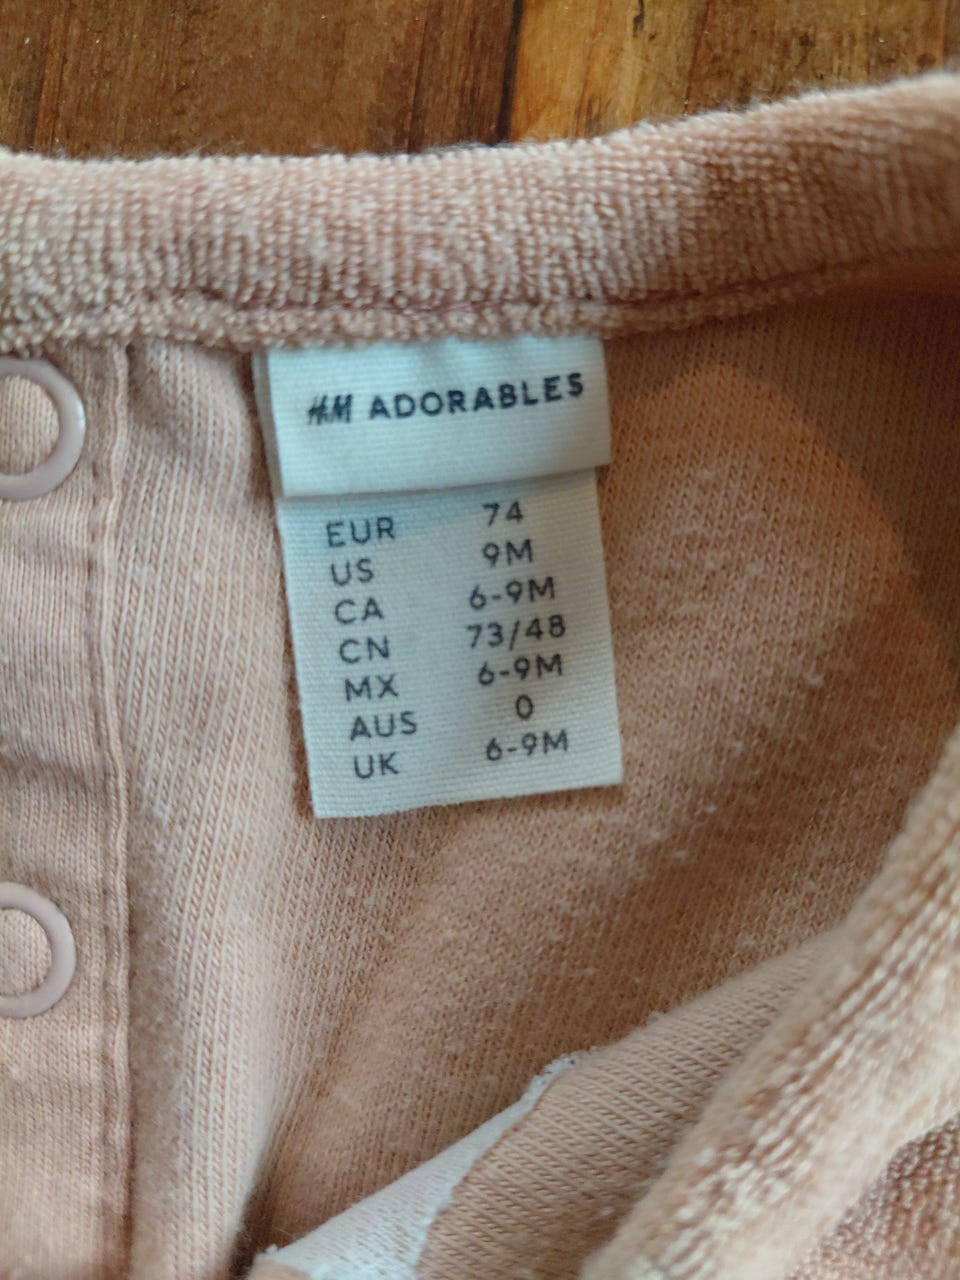 H&M ADORABLES
EUR 74
US 9M
CA 6-9M
CN 73/48
MX 6-9M
AUS 0
UK 6-9M